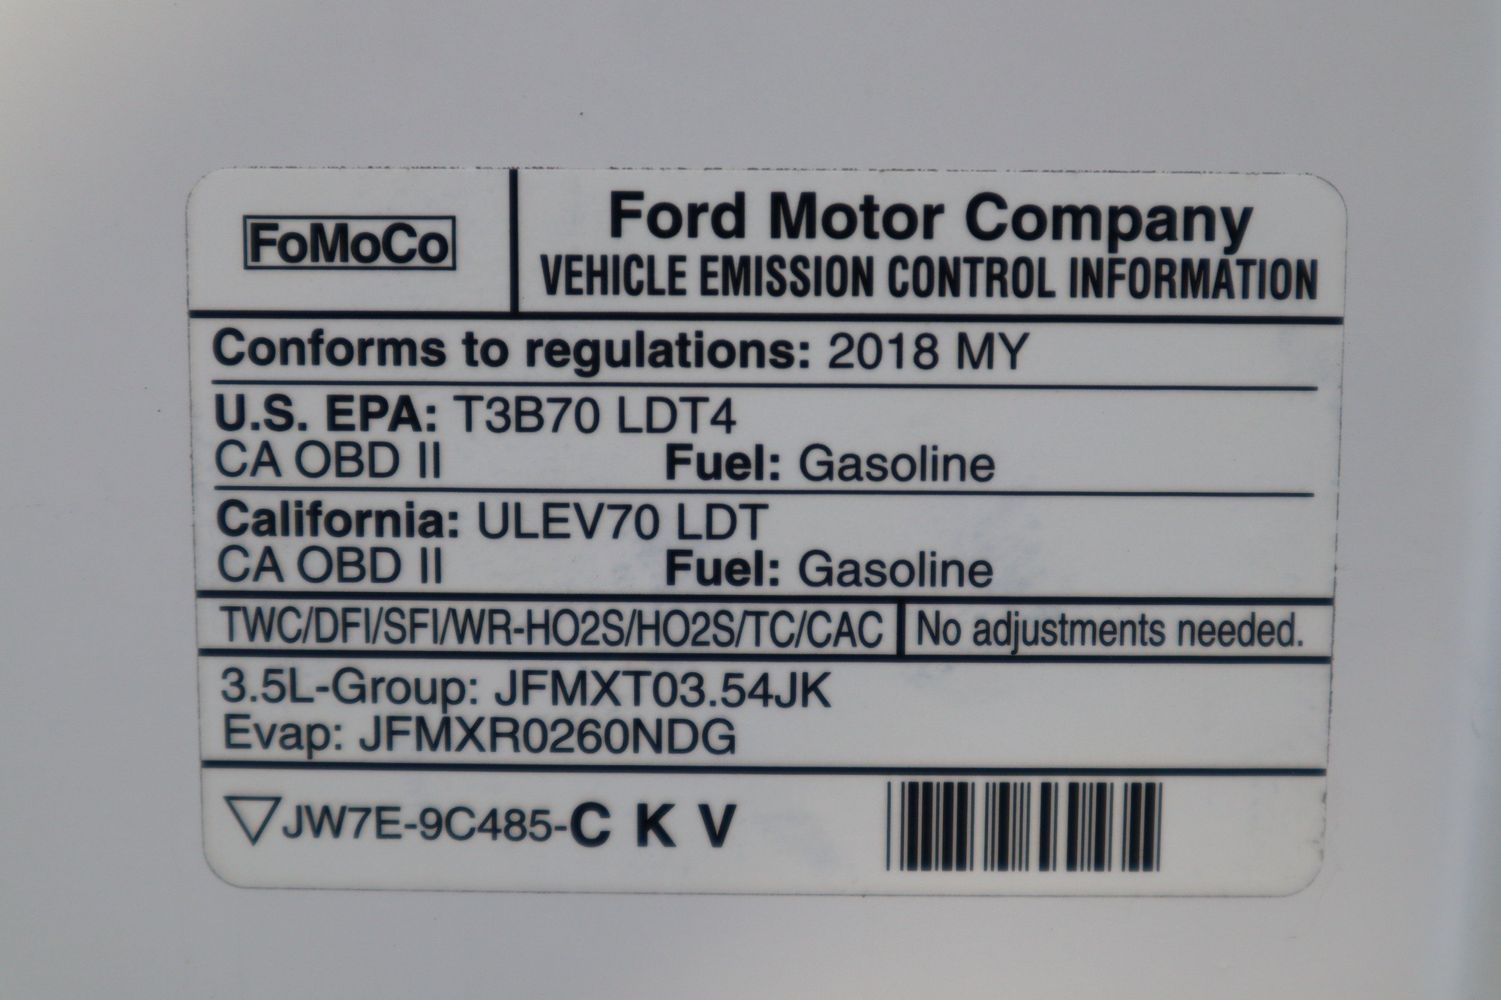 FoMoCo
Ford Motor Company
VEHICLE EMISSION CONTROL INFORMATION
Conforms to regulations: 2018 MY
U.S. EPA: T3B70 LDT4
CA OBD II Fuel: Gasoline
California: ULEV70 LDT
CA OBD II Fuel: Gasoline
TWC/DFI/SFI/WR-HO2S/HO2S/TC/CAC No adjustments needed.
3.5L-Group: JFMXT03.54JK
Evap: JFMXR0260NDG
▽JW7E-9C485-C K V